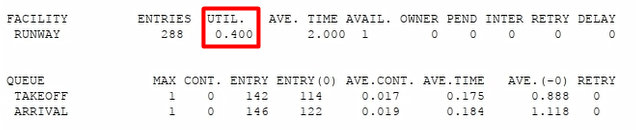 FACILITY ENTRIES UTIL. AVE. TIME AVAIL. OWNER PEND INTER RETRY DELAY
RUNWAY 288 0.400 2.000 1 0 0 0 0 0
QUEUE MAX CONT. ENTRY ENTRY(0) AVE.CONT. AVE.TIME AVE.(-0) RETRY
TAKEOFF 1 0 142 114 0.017 0.175 0.888 0
ARRIVAL 1 0 146 122 0.019 0.184 1.118 0